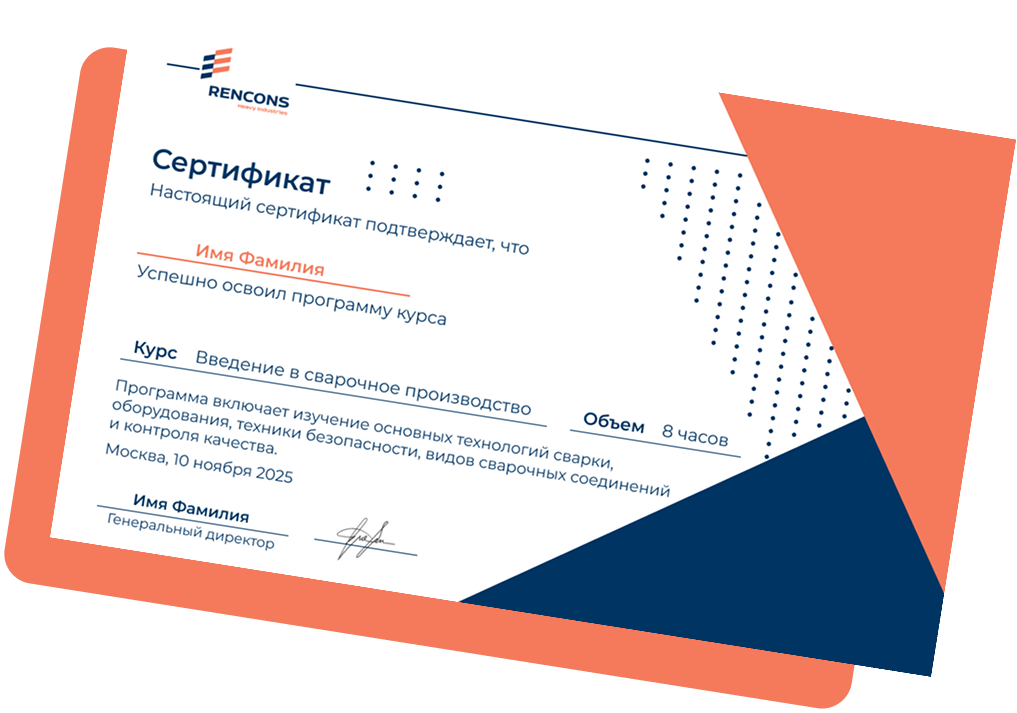 RENCONS
Heavy Industries
Сертификат
Настоящий сертификат подтверждает, что
Имя Фамилия
Успешно освоил программу курса
Курс Введение в сварочное производство
Объем 8 часов
Программа включает изучение основных технологий сварки,
оборудования, техники безопасности, видов сварочных соединений
и контроля качества.
Москва, 10 ноября 2025
Имя Фамилия
Генеральный директор